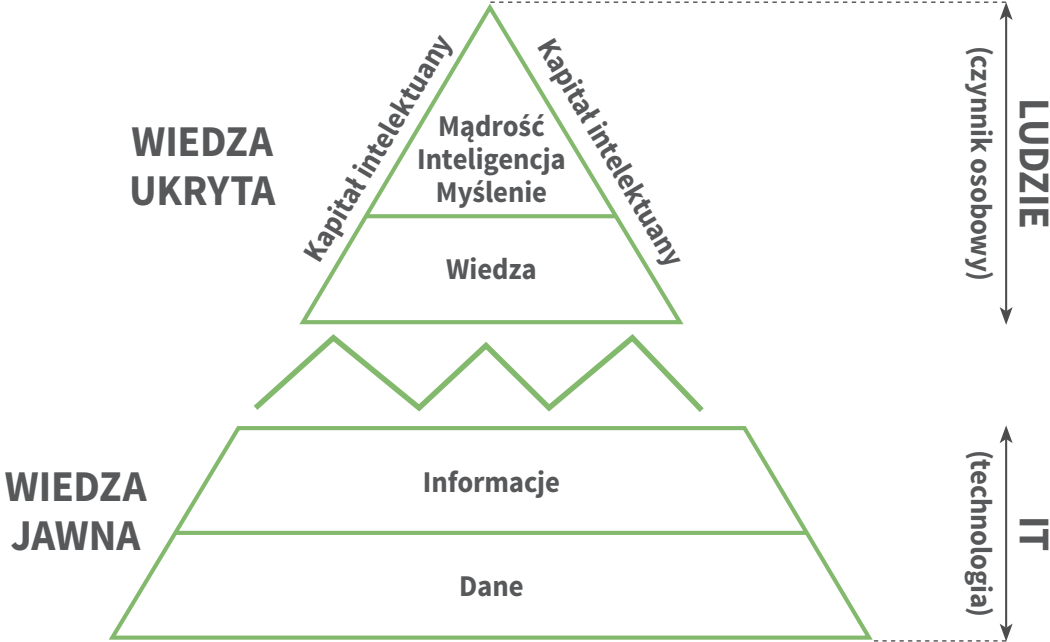 WIEDZA
UKRYTA
Kapitał intelektuany
Mądrość
Inteligencja
Myślenie
Kapitał intelektuany
Wiedza
LUDZIE
(czynnik osobowy)
WIEDZA
JAWNA
Informacje
Dane
IT
(technologia)